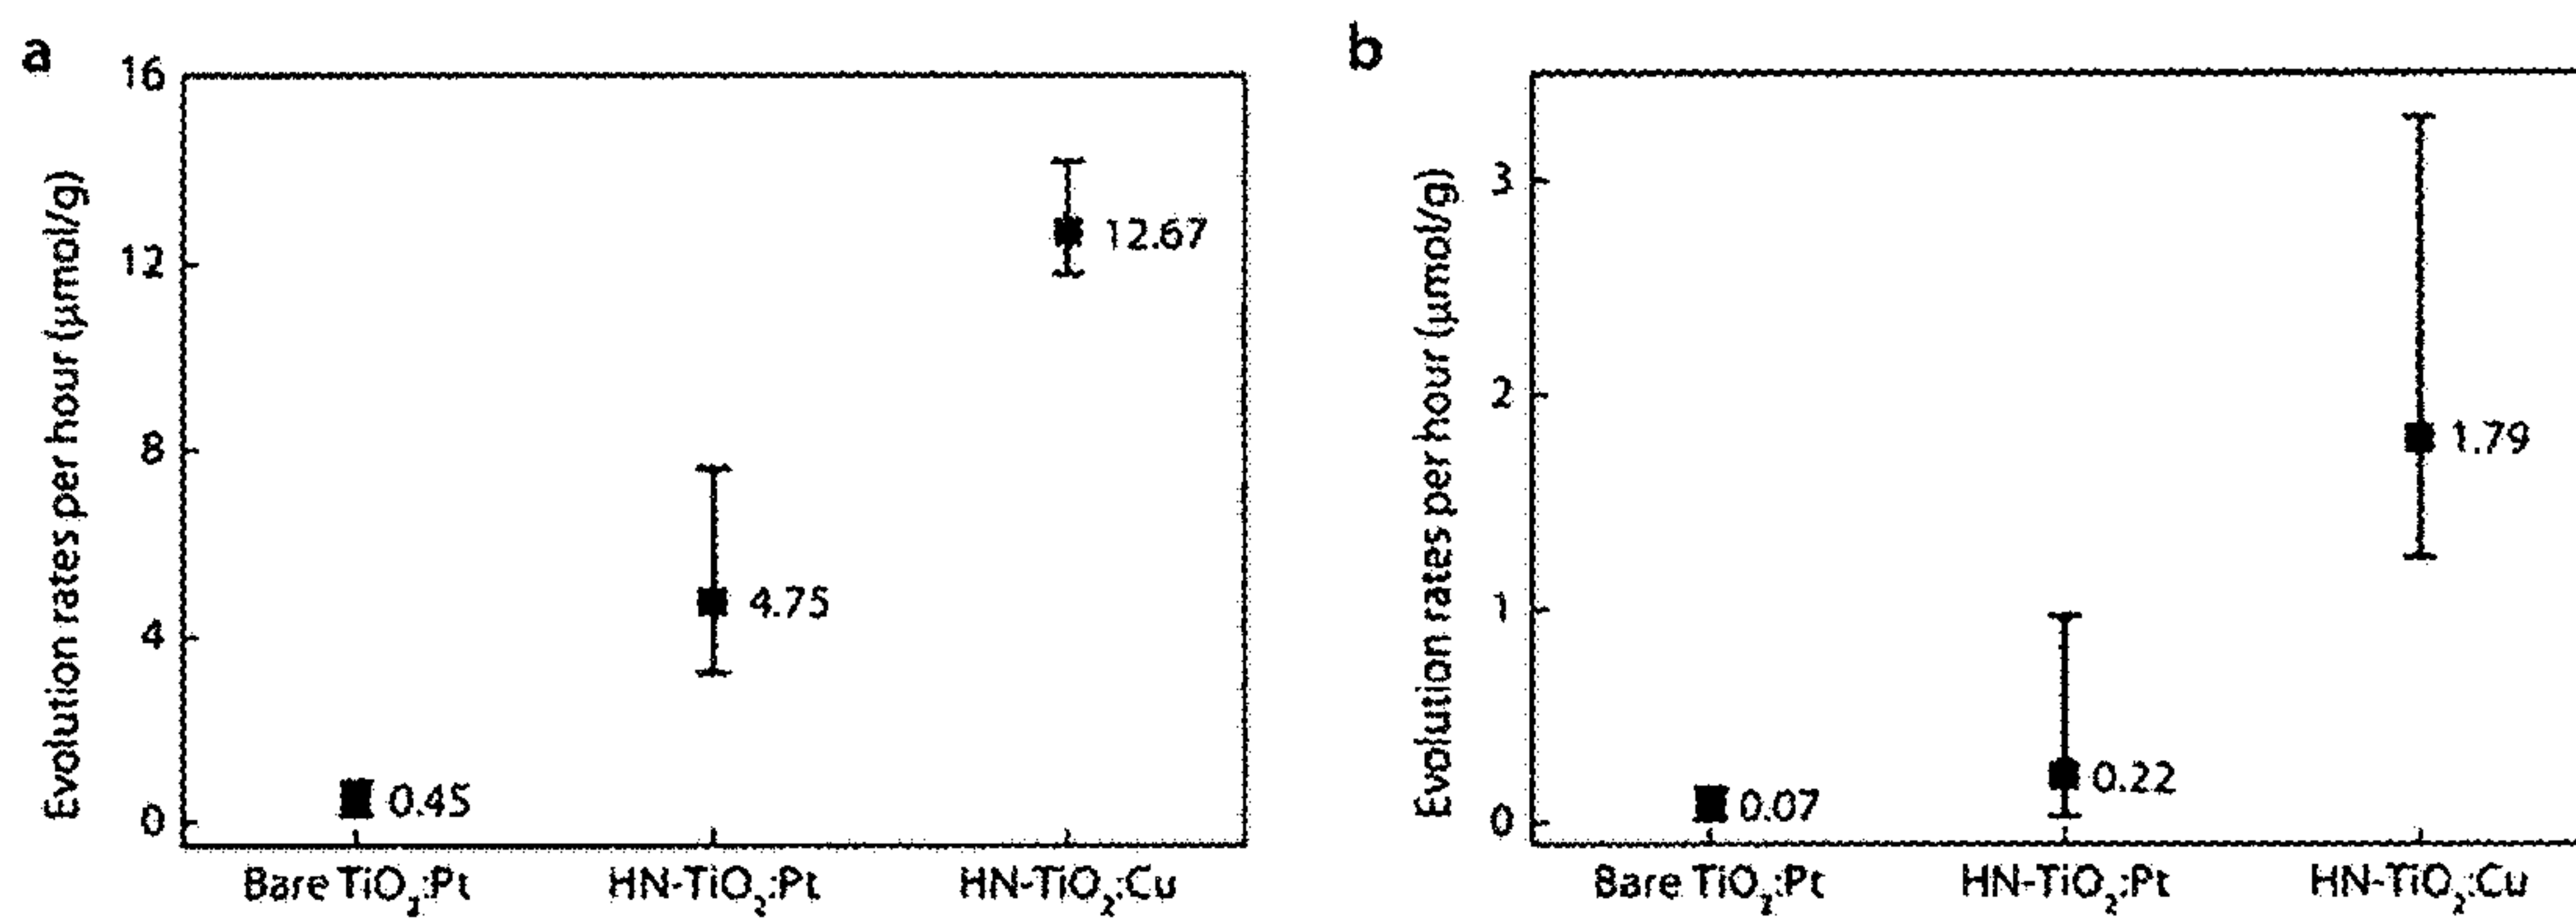 a
Evolution rates per hour (µmol/g)
16
12
8
4
0
12.67
4.75
0.45
Bare TiO₂:Pt
HN-TiO₂:Pt
HN-TiO₂:Cu
b
Evolution rates per hour (µmol/g)
3
2
1
0
1.79
0.22
0.07
Bare TiO₂:Pt
HN-TiO₂:Pt
HN-TiO₂:Cu